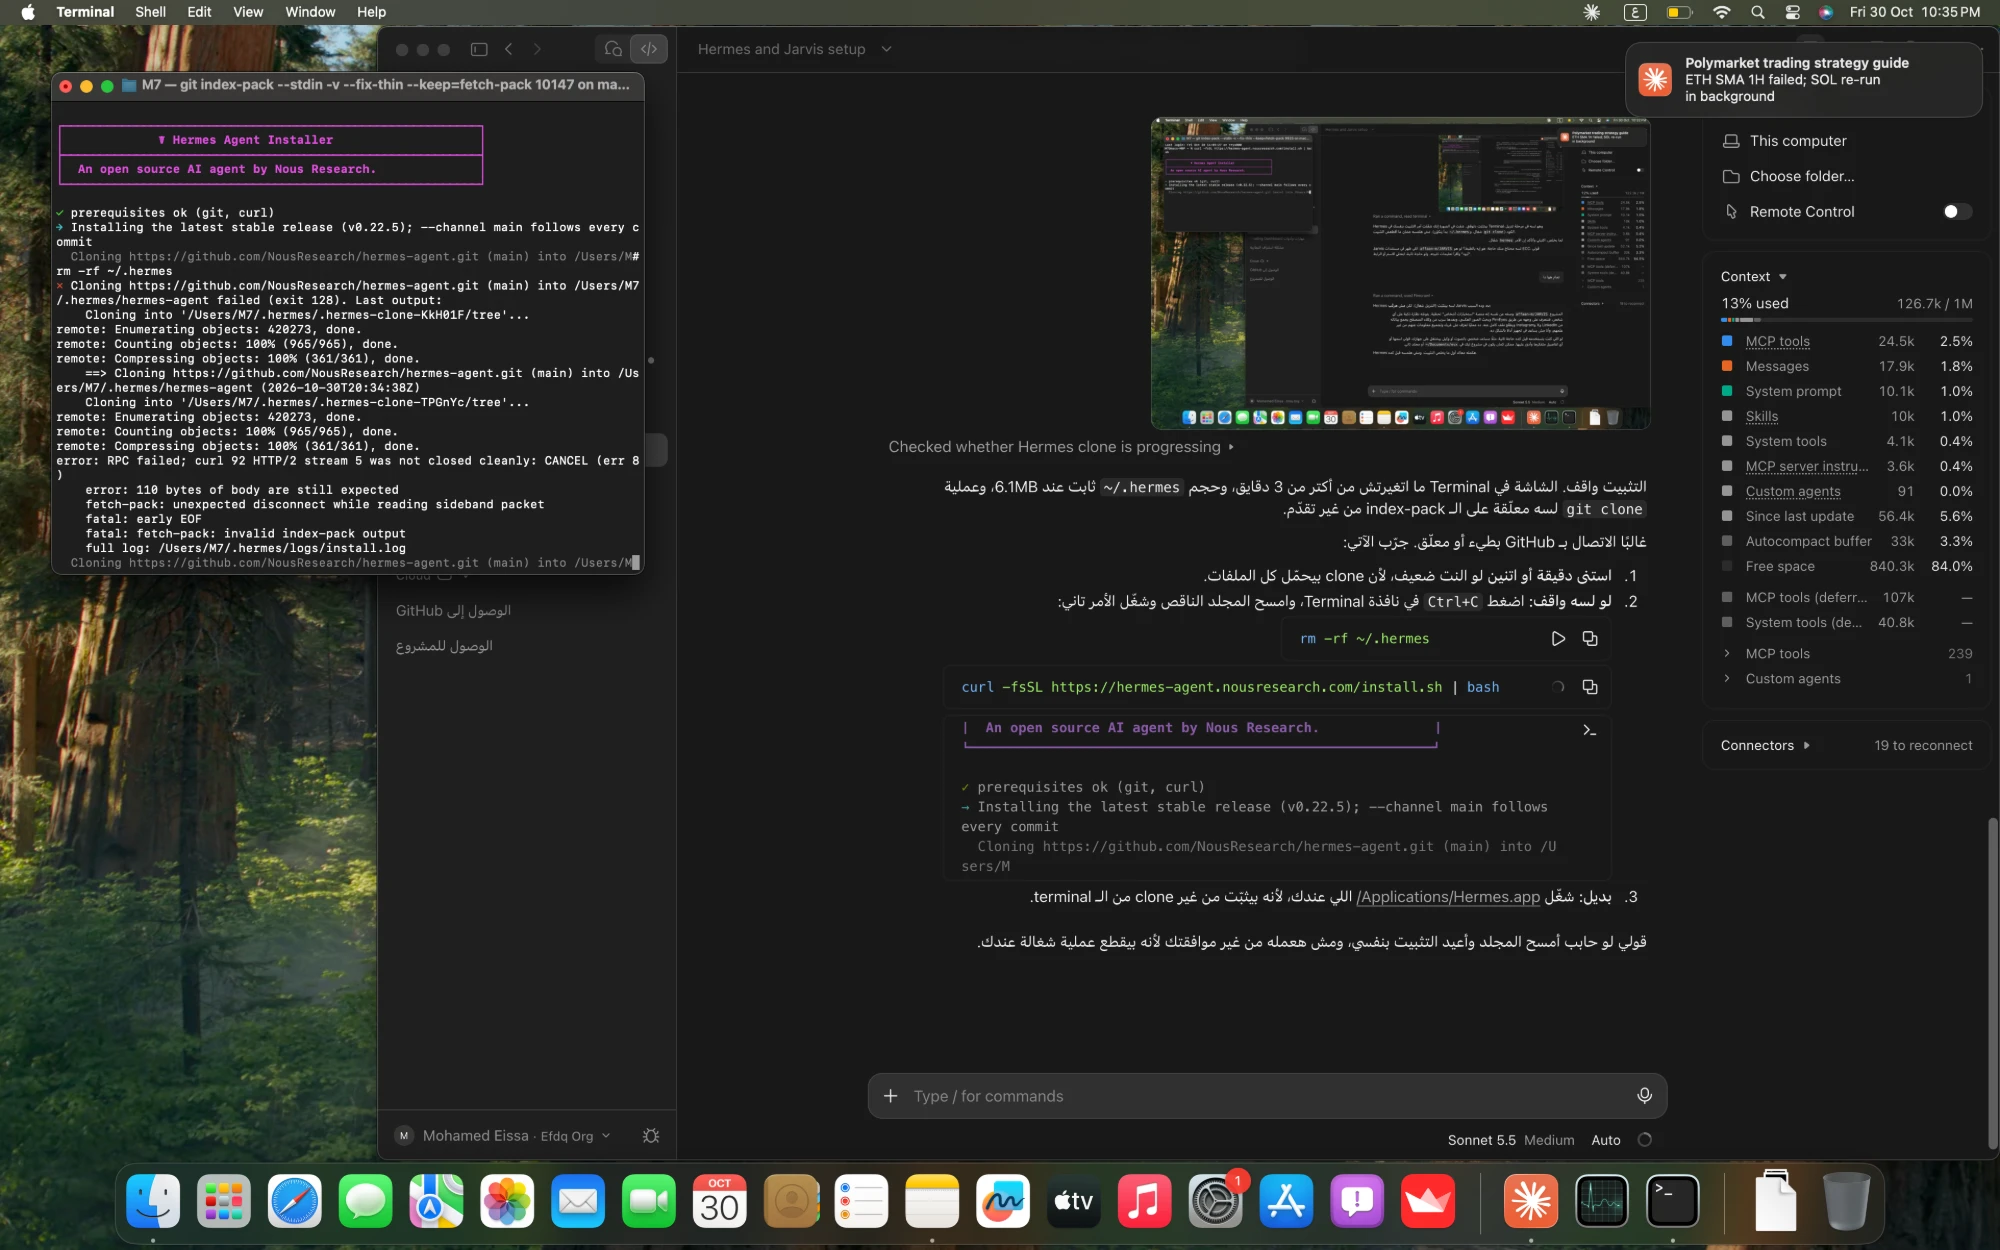 Terminal Shell Edit View Window Help
Fri 30 Oct 10:35 PM
Hermes and Jarvis setup
Polymarket trading strategy guide
ETH SMA 1H failed; SOL re-run
in background
M7 — git index-pack --stdin -v --fix-thin --keep=fetch-pack 10147 on ma...
Hermes Agent Installer
An open source AI agent by Nous Research.
✓ prerequisites ok (git, curl)
→ Installing the latest stable release (v0.22.5); --channel main follows every c
ommit
Cloning https://github.com/NousResearch/hermes-agent.git (main) into /Users/M#
rm -rf ~/.hermes
× Cloning https://github.com/NousResearch/hermes-agent.git (main) into /Users/M7
/.hermes/hermes-agent failed (exit 128). Last output:
Cloning into '/Users/M7/.hermes/.hermes-clone-KkH01F/tree'...
remote: Enumerating objects: 420273, done.
remote: Counting objects: 100% (965/965), done.
remote: Compressing objects: 100% (361/361), done.
==> Cloning https://github.com/NousResearch/hermes-agent.git (main) into /Us
ers/M7/.hermes/hermes-agent (2026-10-30T20:34:38Z)
Cloning into '/Users/M7/.hermes/.hermes-clone-TPGnYc/tree'...
remote: Enumerating objects: 420273, done.
remote: Counting objects: 100% (965/965), done.
remote: Compressing objects: 100% (361/361), done.
error: RPC failed; curl 92 HTTP/2 stream 5 was not closed cleanly: CANCEL (err 8
)
error: 110 bytes of body are still expected
fetch-pack: unexpected disconnect while reading sideband packet
fatal: early EOF
fatal: fetch-pack: invalid index-pack output
full log: /Users/M7/.hermes/logs/install.log
Cloning https://github.com/NousResearch/hermes-agent.git (main) into /Users/M
Cloud
الوصول إلى GitHub
الوصول للمشروع
Mohamed Eissa · Efdq Org
Checked whether Hermes clone is progressing
التثبيت واقف. الشاشة في Terminal ما اتغيرتش من أكتر من 3 دقايق، وحجم ~/.hermes ثابت عند 6.1MB، وعملية
git clone لسه معلّقة على الـ index-pack من غير تقدّم.
غالبًا الاتصال بـ GitHub بطيء أو معلّق. جرّب الآتي:
1. استنى دقيقة أو اتنين لو النت ضعيف، لأن clone بيحمّل كل الملفات.
2. لو لسه واقف: اضغط Ctrl+C في نافذة Terminal، وامسح المجلد الناقص وشغّل الأمر تاني:
rm -rf ~/.hermes
curl -fsSL https://hermes-agent.nousresearch.com/install.sh | bash
| An open source AI agent by Nous Research. |
✓ prerequisites ok (git, curl)
→ Installing the latest stable release (v0.22.5); --channel main follows
every commit
Cloning https://github.com/NousResearch/hermes-agent.git (main) into /U
sers/M
3. بديل: شغّل /Applications/Hermes.app اللي عندك، لأنه بيثبّت من غير clone من الـ terminal.
قولي لو حابب أمسح المجلد وأعيد التثبيت بنفسي، ومش هعمله من غير موافقتك لأنه بيقطع عملية شغالة عندك.
Type / for commands
Sonnet 5.5 Medium Auto
This computer
Choose folder...
Remote Control
Context
13% used 126.7k / 1M
MCP tools 24.5k 2.5%
Messages 17.9k 1.8%
System prompt 10.1k 1.0%
Skills 10k 1.0%
System tools 4.1k 0.4%
MCP server instru... 3.6k 0.4%
Custom agents 91 0.0%
Since last update 56.4k 5.6%
Autocompact buffer 33k 3.3%
Free space 840.3k 84.0%
MCP tools (deferr... 107k —
System tools (de... 40.8k —
MCP tools 239
Custom agents 1
Connectors 19 to reconnect
OCT
30
tv
1